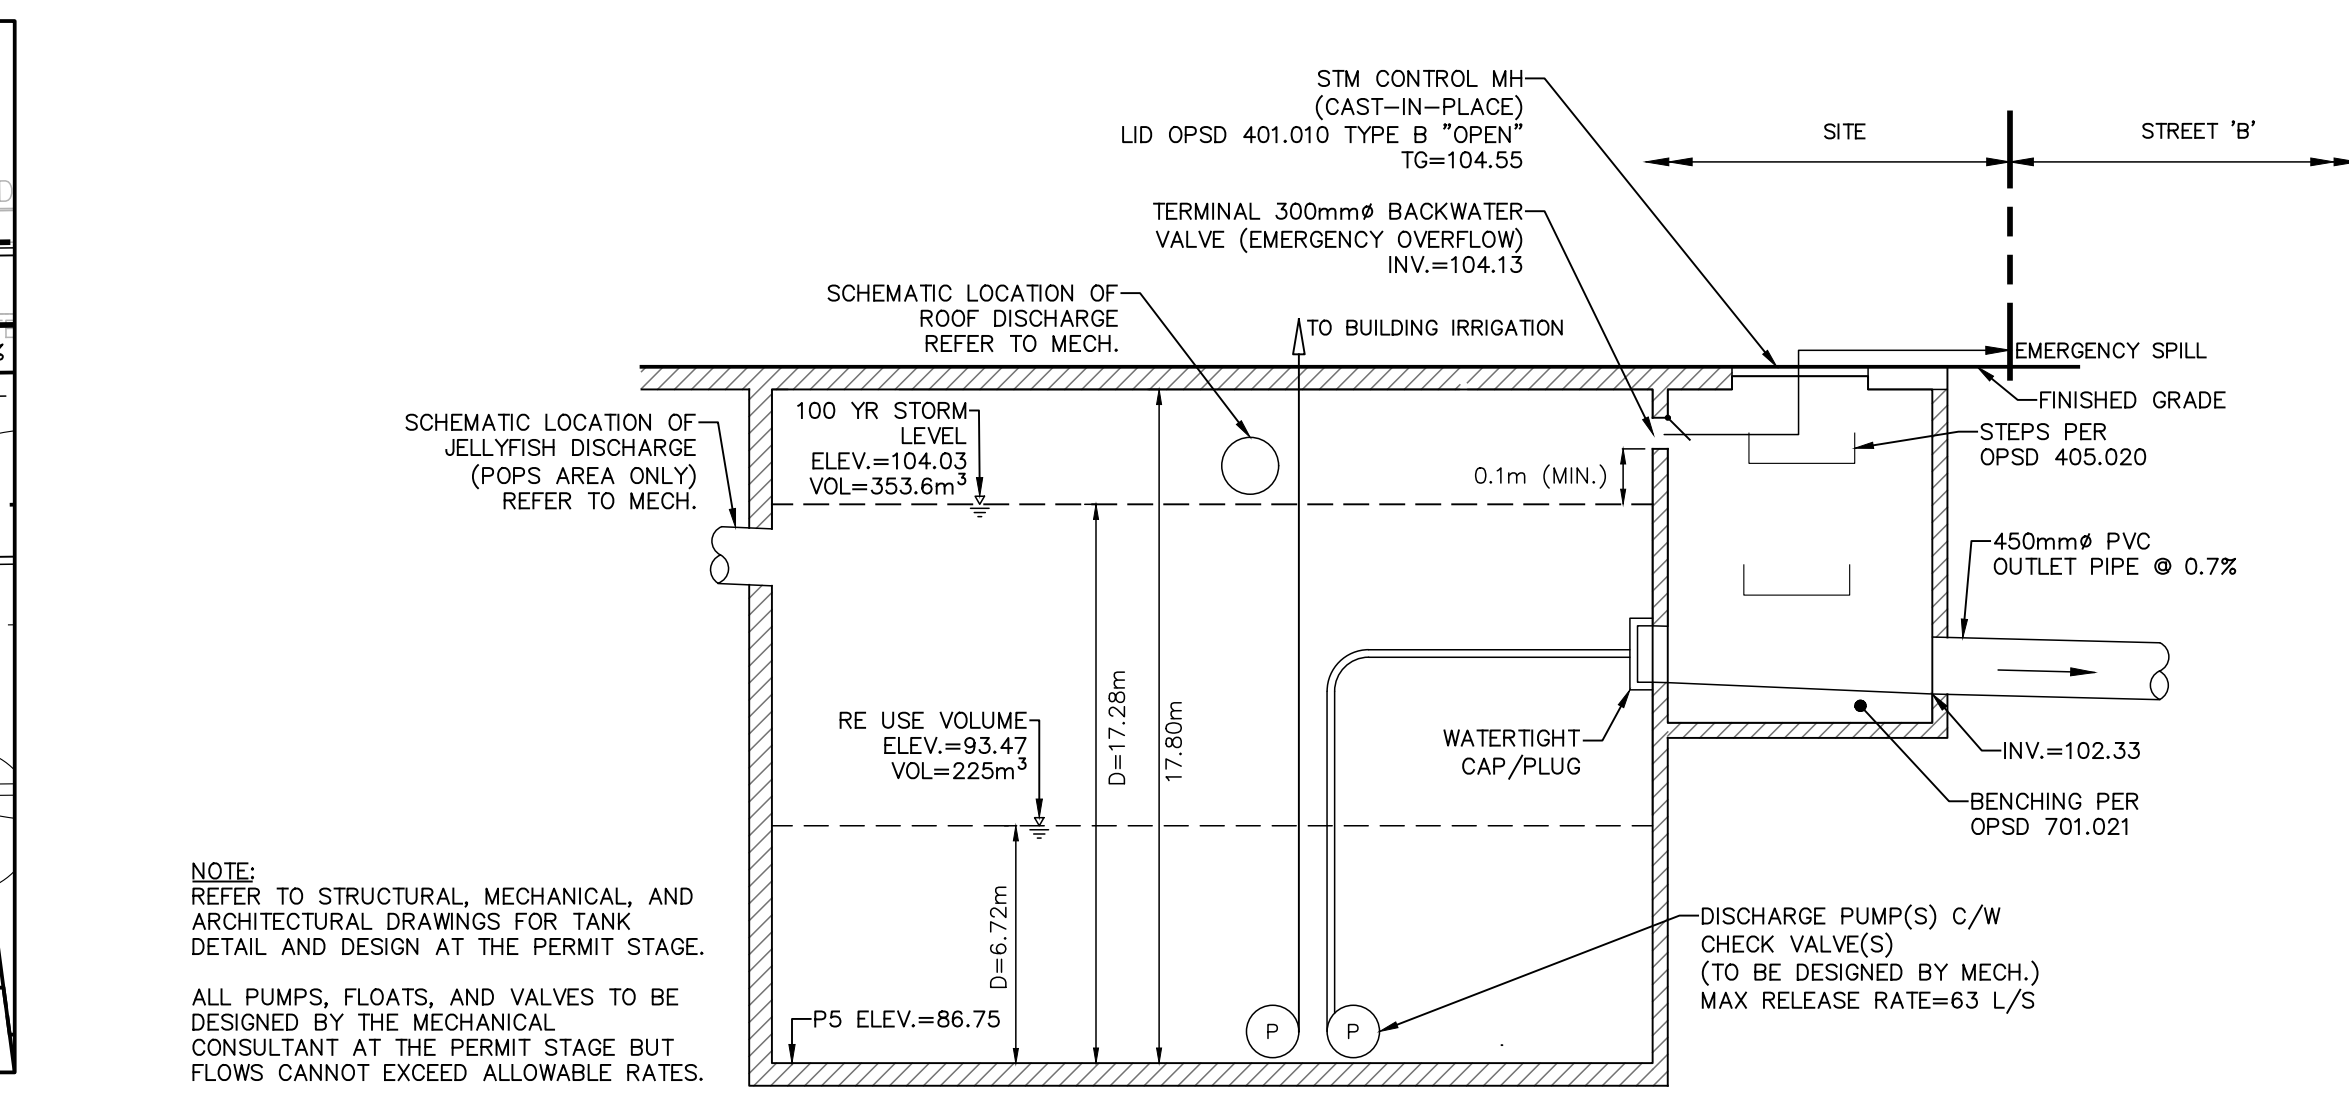 STM CONTROL MH
(CAST-IN-PLACE)
LID OPSD 401.010 TYPE B "OPEN"
TG=104.55
SITE
STREET 'B'
TERMINAL 300mmø BACKWATER
VALVE (EMERGENCY OVERFLOW)
INV.=104.13
SCHEMATIC LOCATION OF
ROOF DISCHARGE
REFER TO MECH.
TO BUILDING IRRIGATION
EMERGENCY SPILL
FINISHED GRADE
SCHEMATIC LOCATION OF
JELLYFISH DISCHARGE
(POPS AREA ONLY)
REFER TO MECH.
100 YR STORM
LEVEL
ELEV.=104.03
VOL=353.6m³
STEPS PER
OPSD 405.020
0.1m (MIN.)
450mmø PVC
OUTLET PIPE @ 0.7%
D=17.28m
17.80m
RE USE VOLUME
ELEV.=93.47
VOL=225m³
WATERTIGHT
CAP/PLUG
INV.=102.33
BENCHING PER
OPSD 701.021
D=6.72m
NOTE:
REFER TO STRUCTURAL, MECHANICAL, AND
ARCHITECTURAL DRAWINGS FOR TANK
DETAIL AND DESIGN AT THE PERMIT STAGE.
ALL PUMPS, FLOATS, AND VALVES TO BE
DESIGNED BY THE MECHANICAL
CONSULTANT AT THE PERMIT STAGE BUT
FLOWS CANNOT EXCEED ALLOWABLE RATES.
P5 ELEV.=86.75
P
P
DISCHARGE PUMP(S) C/W
CHECK VALVE(S)
(TO BE DESIGNED BY MECH.)
MAX RELEASE RATE=63 L/S